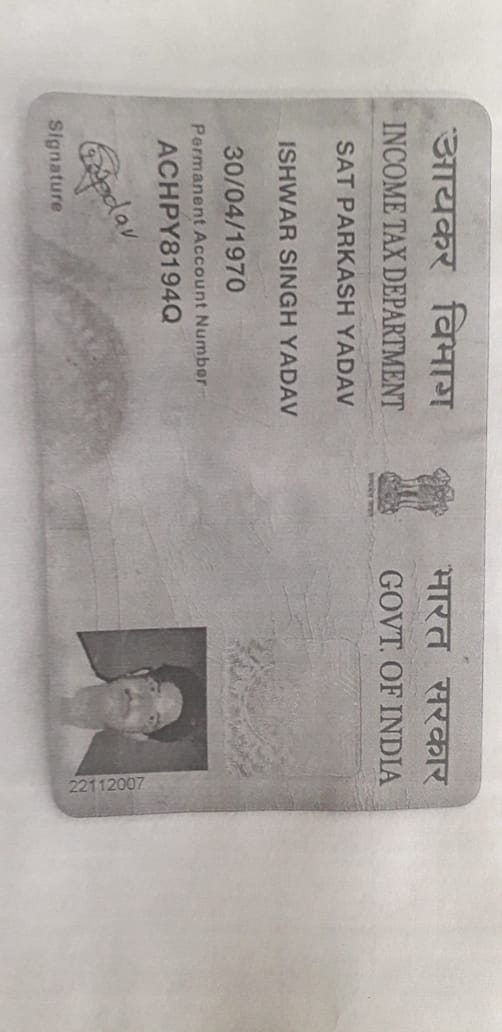 आयकर विभाग
INCOME TAX DEPARTMENT
भारत सरकार
GOVT. OF INDIA
SAT PARKASH YADAV
ISHWAR SINGH YADAV
30/04/1970
Permanent Account Number
ACHPY8194Q
Signature
22112007